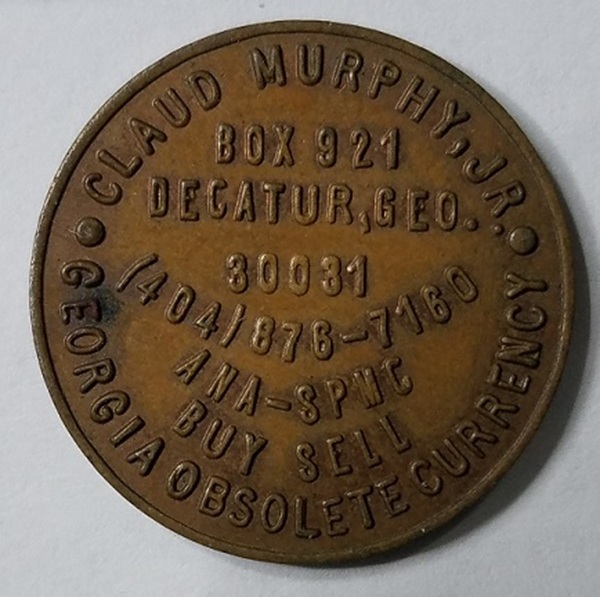 CLAUD MURPHY, JR.
BOX 921
DECATUR, GEO.
30031
(404) 876-7160
ANA-SPMC
BUY SELL
GEORGIA OBSOLETE CURRENCY